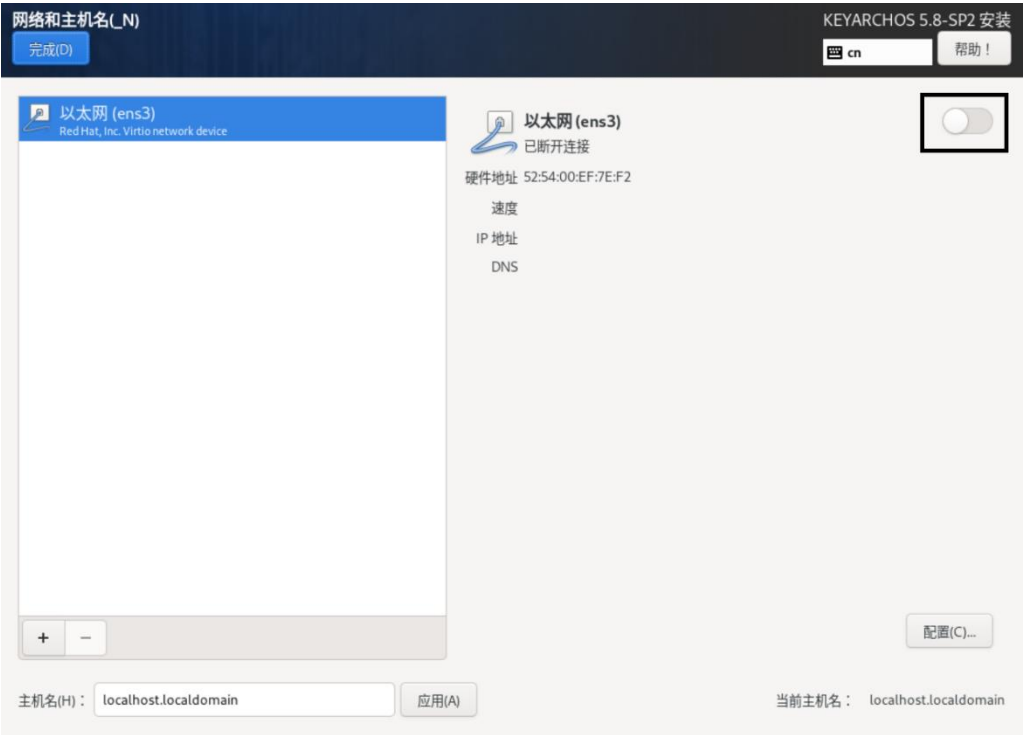 网络和主机名(_N)
KEYARCHOS 5.8-SP2 安装
完成(D)
cn
帮助！
以太网 (ens3)
Red Hat, Inc. Virtio network device
以太网 (ens3)
已断开连接
硬件地址 52:54:00:EF:7E:F2
速度
IP 地址
DNS
+
−
配置(C)...
主机名(H)： localhost.localdomain 应用(A)
当前主机名： localhost.localdomain